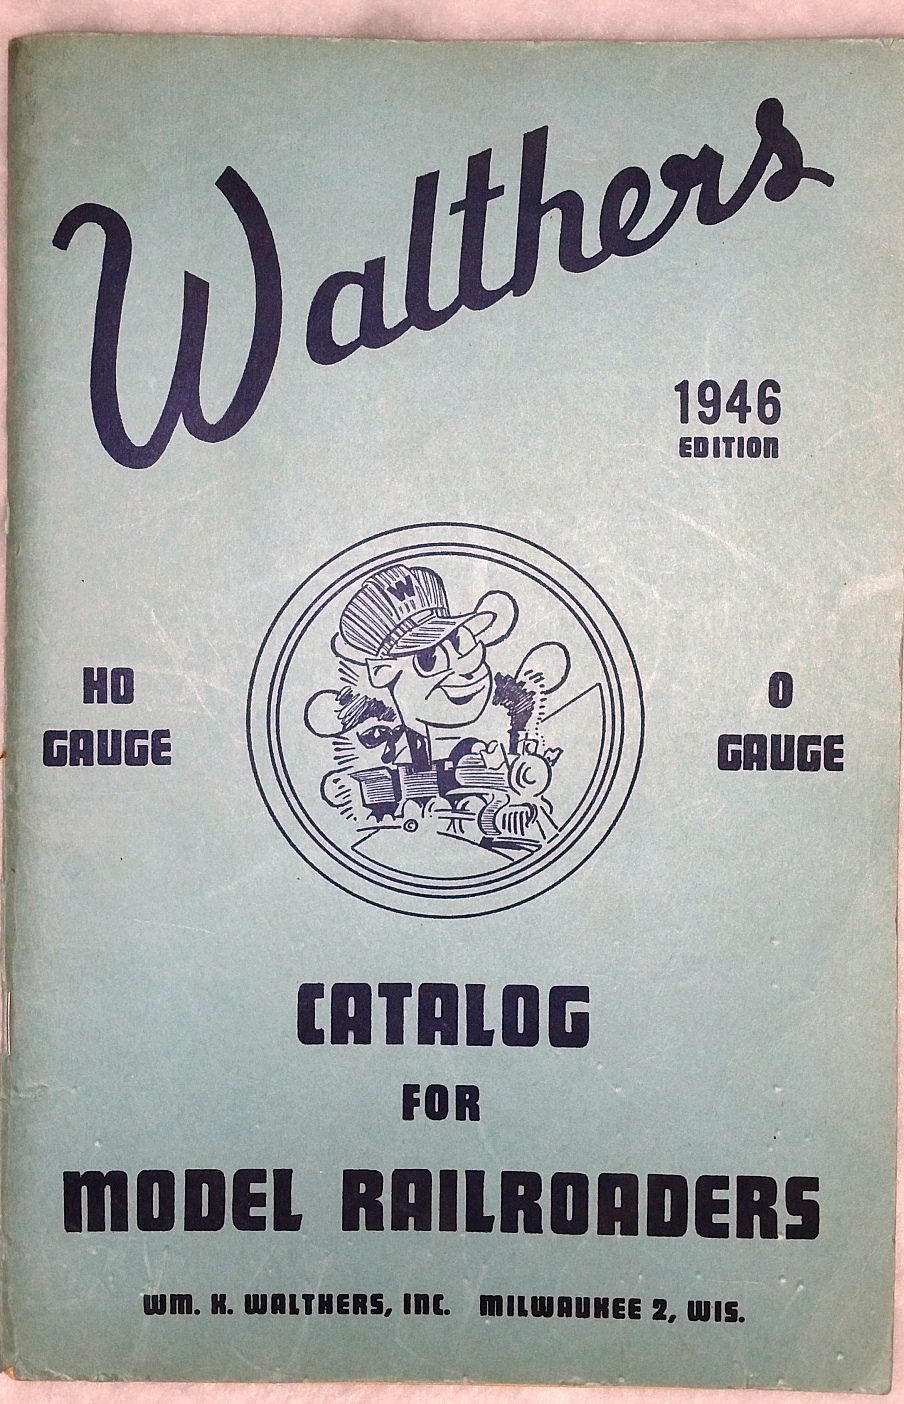 Walthers
1946
EDITION
W
HO
GAUGE
O
GAUGE
©
CATALOG
FOR
MODEL RAILROADERS
WM. K. WALTHERS, INC. MILWAUKEE 2, WIS.